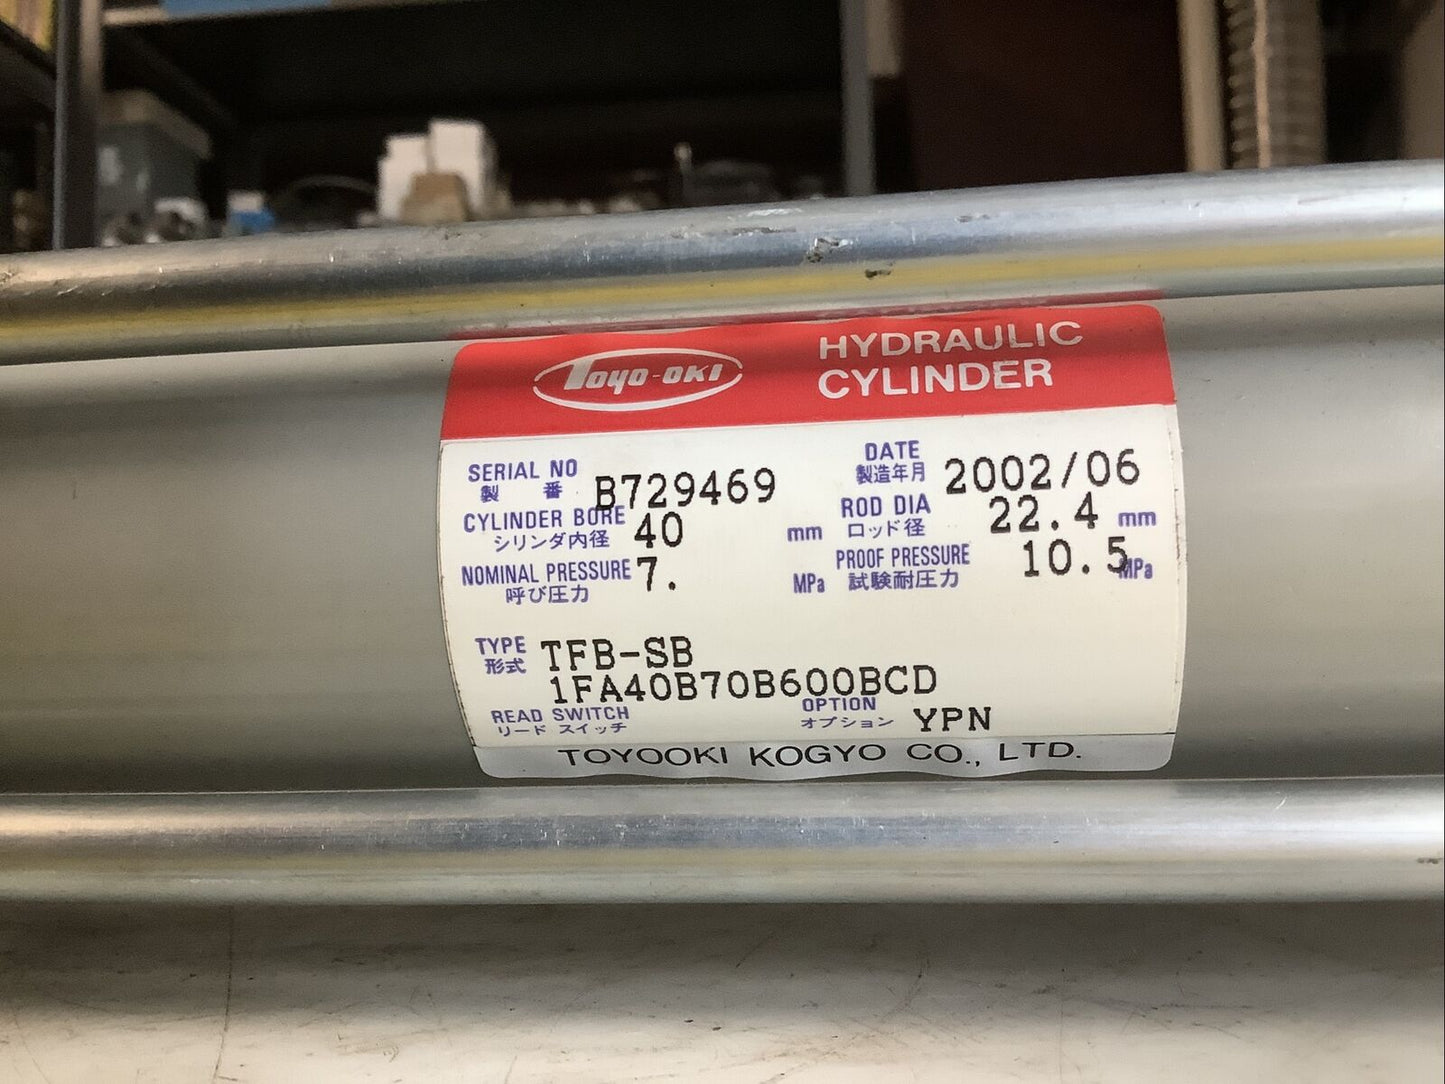 TOYO-OKI
HYDRAULIC
CYLINDER
SERIAL NO B729469
製 番
DATE 2002/06
製造年月
CYLINDER BORE 40 mm
シリンダ内径
ROD DIA 22.4 mm
ロッド径
NOMINAL PRESSURE 7. MPa
呼び圧力
PROOF PRESSURE 10.5 MPa
試験耐圧力
TYPE TFB-SB
形式
1FA40B70B600BCD
READ SWITCH
リード スイッチ
OPTION YPN
オプション
TOYOOKI KOGYO CO., LTD.